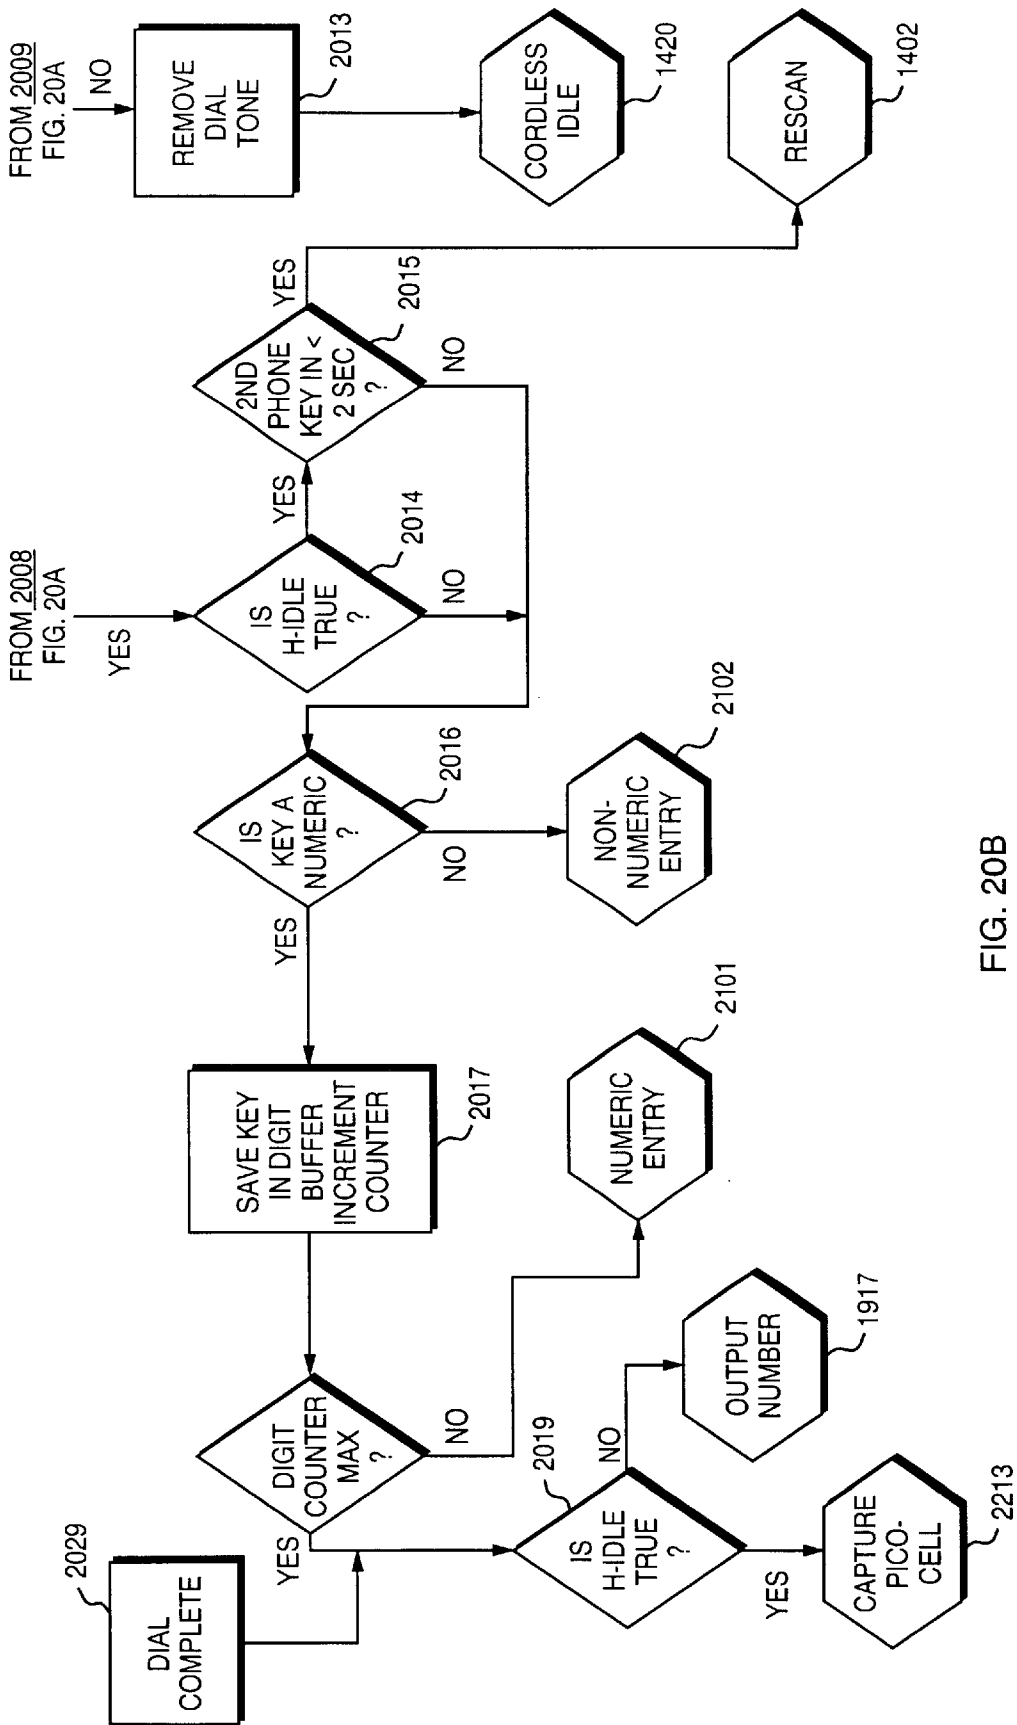 FROM 2008
FIG. 20A
YES
FROM 2009
FIG. 20A
NO
REMOVE
DIAL
TONE
2013
CORDLESS
IDLE
1420
RESCAN
1402
2ND
PHONE
KEY IN <
2 SEC
?
2015
YES
NO
IS
H-IDLE
TRUE
?
2014
YES
NO
IS
KEY A
NUMERIC
?
2016
YES
NO
NON-
NUMERIC
ENTRY
2102
SAVE KEY
IN DIGIT
BUFFER
INCREMENT
COUNTER
2017
NUMERIC
ENTRY
2101
DIGIT
COUNTER
MAX
?
YES
NO
2029
DIAL
COMPLETE
IS
H-IDLE
TRUE
?
2019
NO
YES
OUTPUT
NUMBER
1917
CAPTURE
PICO-
CELL
2213
FIG. 20B